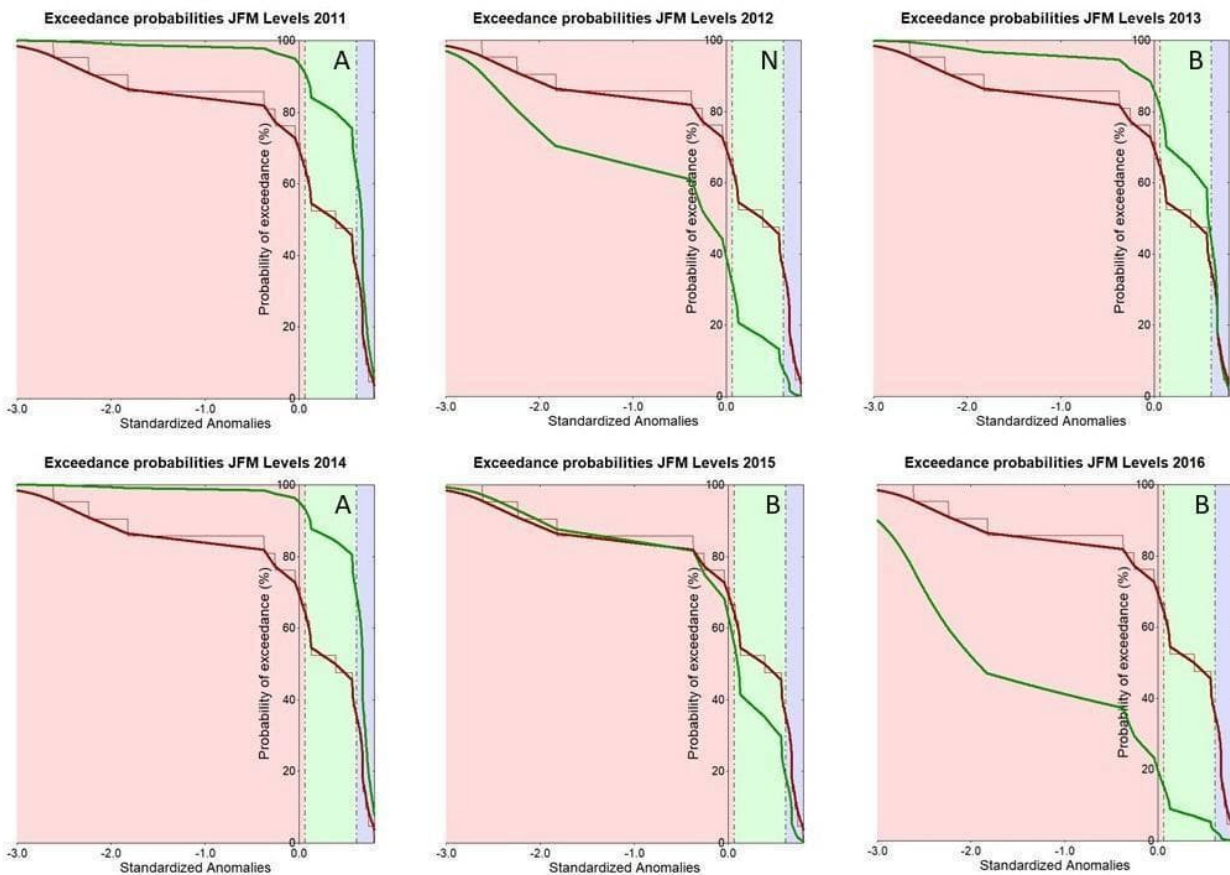 Exceedance probabilities JFM Levels 2011
A
100
80
60
40
20
0
Probability of exceedance (%)
-3.0 -2.0 -1.0 0.0
Standardized Anomalies
Exceedance probabilities JFM Levels 2012
N
100
80
60
40
20
0
Probability of exceedance (%)
-3.0 -2.0 -1.0 0.0
Standardized Anomalies
Exceedance probabilities JFM Levels 2013
B
100
80
60
40
20
0
Probability of exceedance (%)
-3.0 -2.0 -1.0 0.0
Standardized Anomalies
Exceedance probabilities JFM Levels 2014
A
100
80
60
40
20
0
Probability of exceedance (%)
-3.0 -2.0 -1.0 0.0
Standardized Anomalies
Exceedance probabilities JFM Levels 2015
B
100
80
60
40
20
0
Probability of exceedance (%)
-3.0 -2.0 -1.0 0.0
Standardized Anomalies
Exceedance probabilities JFM Levels 2016
B
100
80
60
40
20
0
Probability of exceedance (%)
-3.0 -2.0 -1.0 0.0
Standardized Anomalies